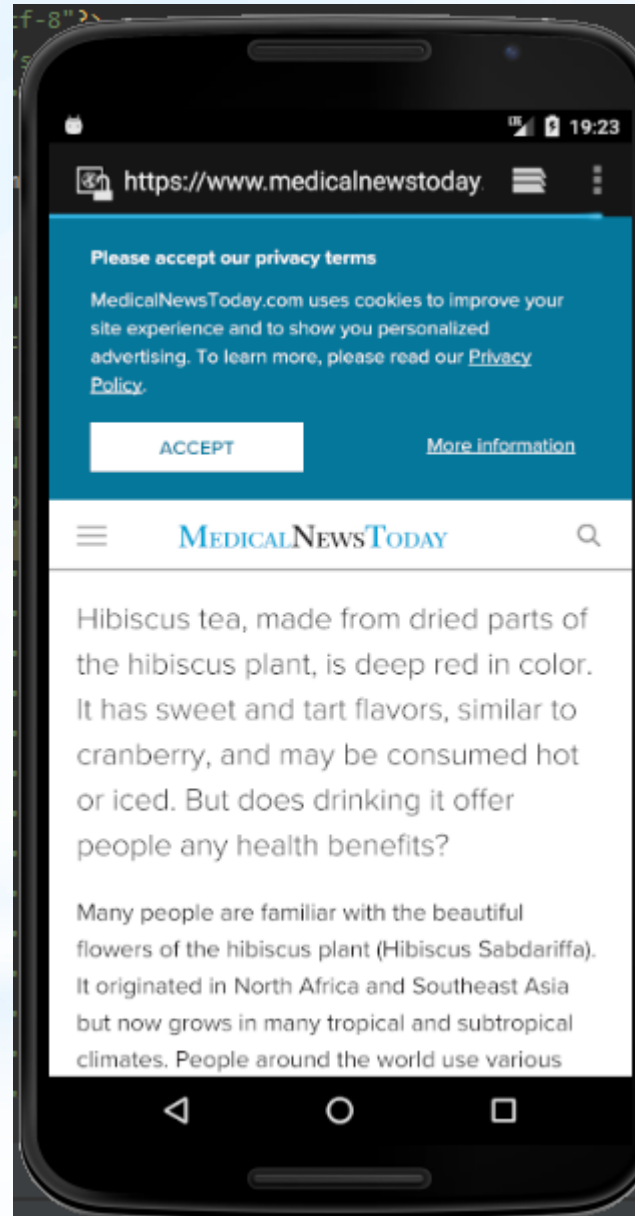 f-8"?>
19:23
https://www.medicalnewstoday.
Please accept our privacy terms
MedicalNewsToday.com uses cookies to improve your
site experience and to show you personalized
advertising. To learn more, please read our Privacy
Policy.
ACCEPT More information
MEDICALNEWSTODAY
Hibiscus tea, made from dried parts of
the hibiscus plant, is deep red in color.
It has sweet and tart flavors, similar to
cranberry, and may be consumed hot
or iced. But does drinking it offer
people any health benefits?
Many people are familiar with the beautiful
flowers of the hibiscus plant (Hibiscus Sabdariffa).
It originated in North Africa and Southeast Asia
but now grows in many tropical and subtropical
climates. People around the world use various